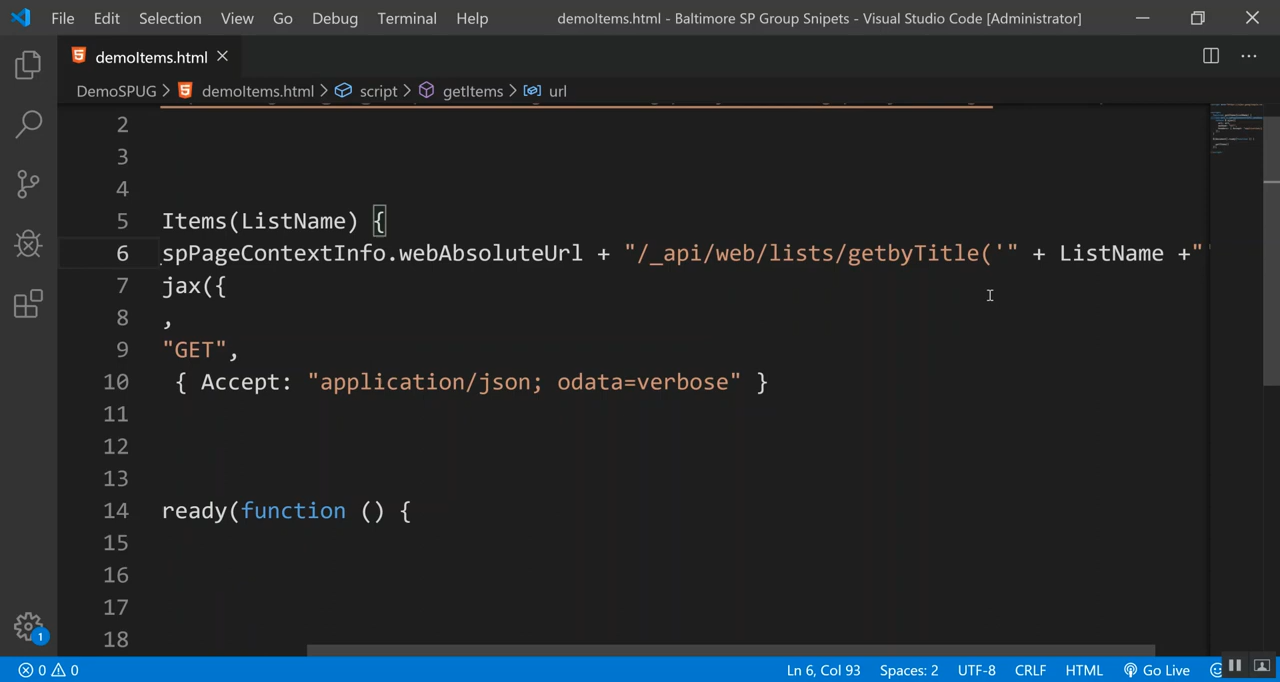 File Edit Selection View Go Debug Terminal Help demoItems.html - Baltimore SP Group Snipets - Visual Studio Code [Administrator]
demoItems.html
DemoSPUG > demoItems.html > script > getItems > url
2
3
4
5 Items(ListName) {
6 spPageContextInfo.webAbsoluteUrl + "/_api/web/lists/getbyTitle('" + ListName +"'
7 jax({
8 ,
9 "GET",
10 { Accept: "application/json; odata=verbose" }
11
12
13
14 ready(function () {
15
16
17
18
1
0 0 Ln 6, Col 93 Spaces: 2 UTF-8 CRLF HTML Go Live